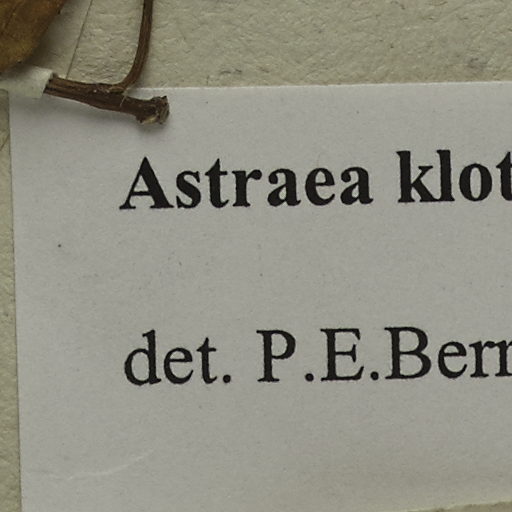 Astraea klot
det. P.E.Berr